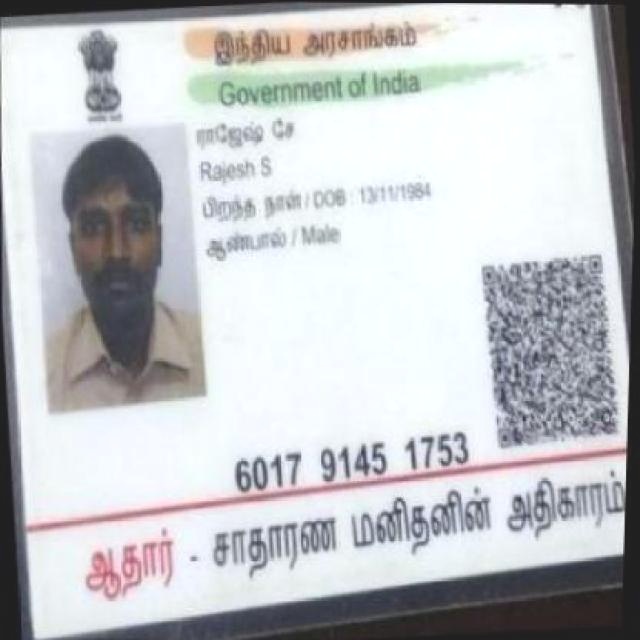 இந்திய அரசாங்கம்
Government of India
ராஜேஷ் சே
Rajesh S
பிறந்த நாள் / DOB : 13/11/1984
ஆண்பால் / Male
6017 9145 1753
ஆதார் - சாதாரண மனிதனின் அதிகாரம்